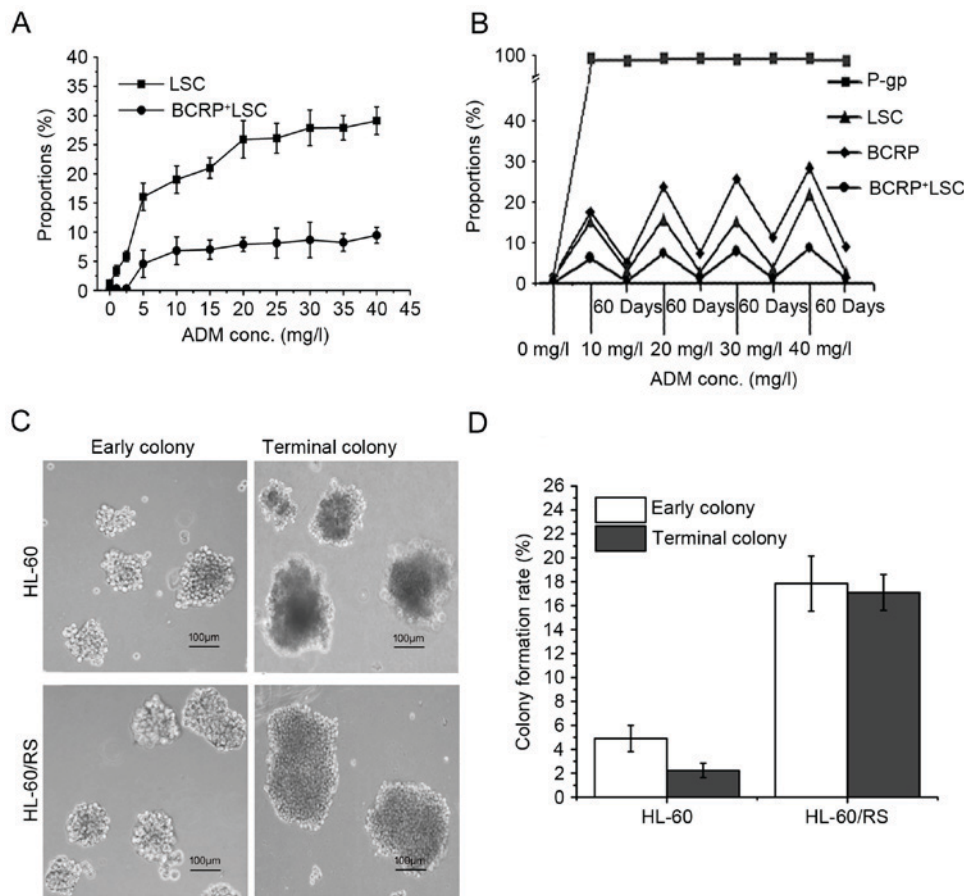 A
Proportions (%)
40
35
30
25
20
15
10
5
0
LSC
BCRP+LSC
0 5 10 15 20 25 30 35 40 45
ADM conc. (mg/l)
B
Proportions (%)
100
40
30
20
10
0
P-gp
LSC
BCRP
BCRP+LSC
60 Days 60 Days 60 Days 60 Days
0 mg/l 10 mg/l 20 mg/l 30 mg/l 40 mg/l
ADM conc. (mg/l)
C
Early colony Terminal colony
HL-60
100µm 100µm
HL-60/RS
100µm 100µm
D
Colony formation rate (%)
26
24
22
20
18
16
14
12
10
8
6
4
2
0
Early colony
Terminal colony
HL-60 HL-60/RS